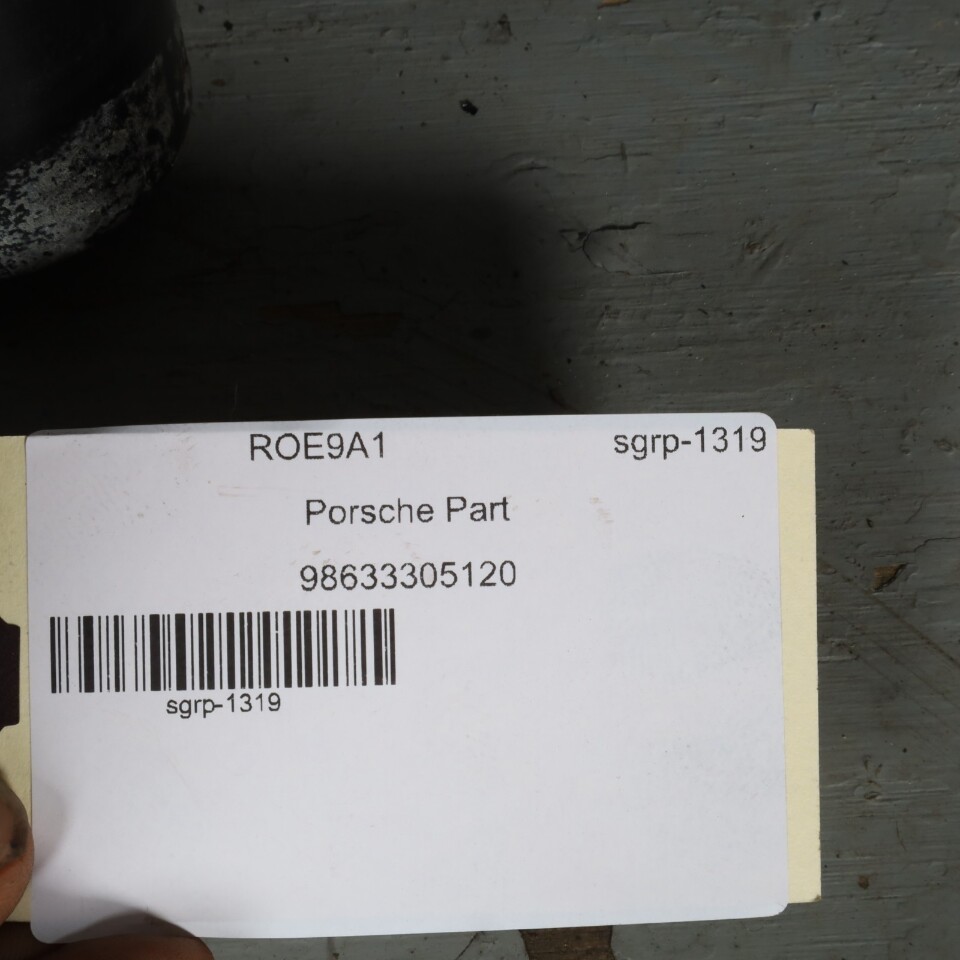 ROE9A1 sgrp-1319
Porsche Part
98633305120
sgrp-1319